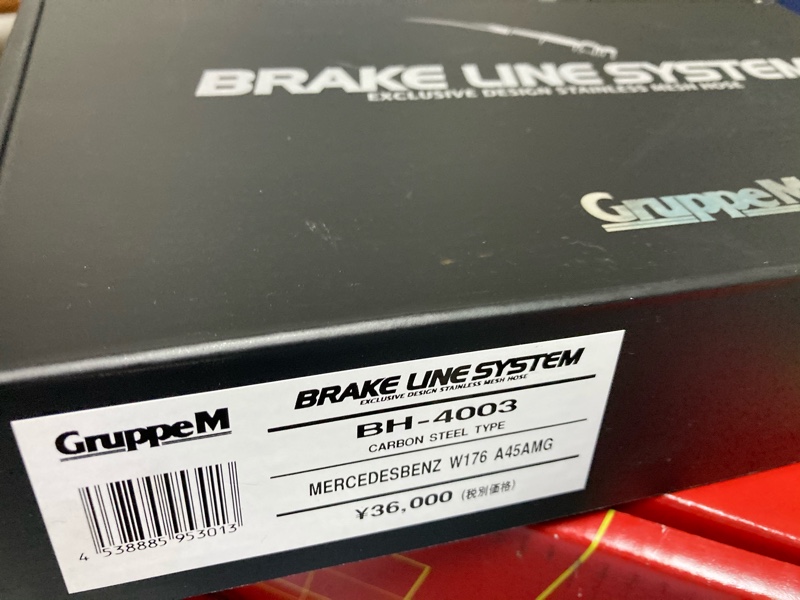 BRAKE LINE SYSTEM
EXCLUSIVE DESIGN STAINLESS MESH HOSE
GruppeM
BRAKE LINE SYSTEM
EXCLUSIVE DESIGN STAINLESS MESH HOSE
GruppeM
BH-4003
CARBON STEEL TYPE
MERCEDESBENZ W176 A45AMG
¥36,000 (税別価格)
4 538885 953013